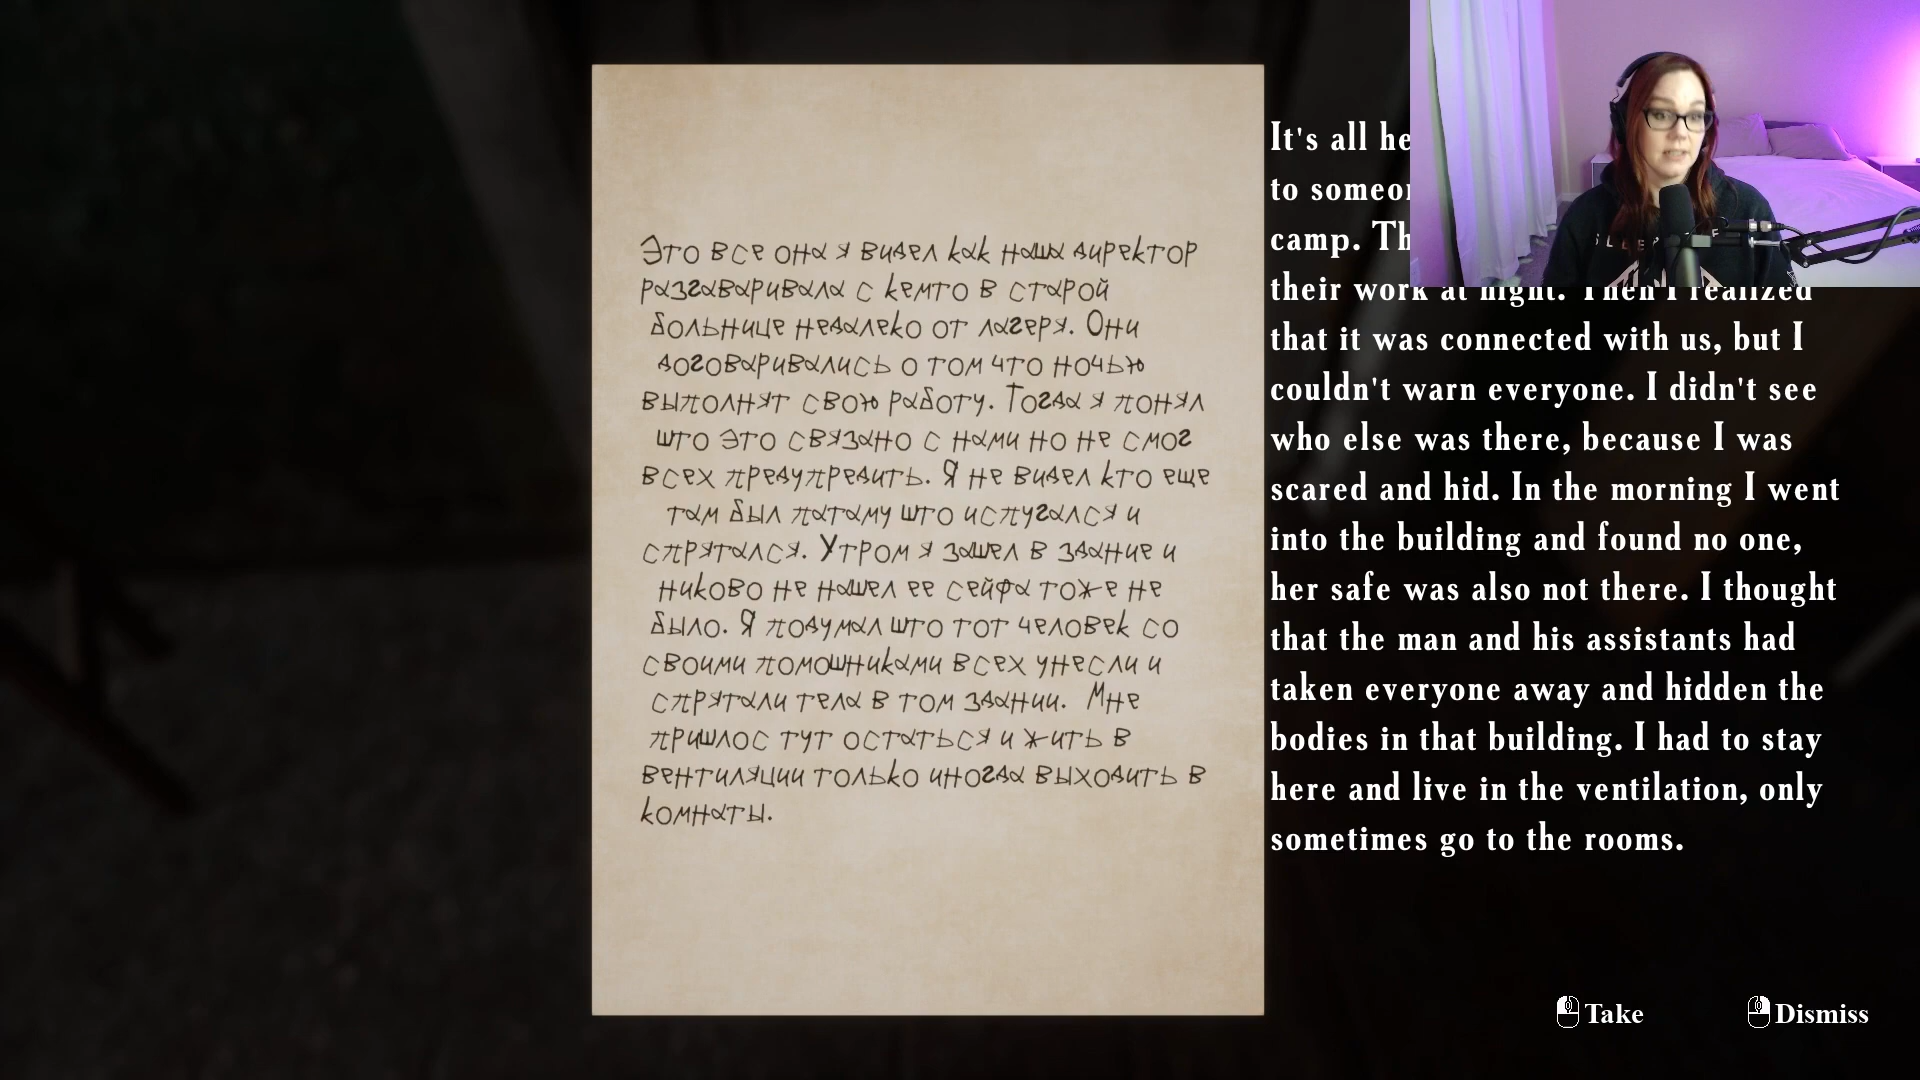 Это все она я видел как наша директор
разгаваривала с кемто в старой
больнице недалеко от лагеря. Они
договаривались о том что ночью
выполнят свою работу. Тогда я понял
што это связано с нами но не смог
всех предупредить. Я не видел кто еще
там был патаму што испугался и
спрятался. Утром я зашел в здание и
никово не нашел ее сейфа тоже не
было. Я подумал што тот человек со
своими помошниками всех унесли и
спрятали тела в том здании. Мне
пришлос тут остаться и жить в
вентиляции только иногда выходить в
комнаты.
It's all
to
camp.
their work at night. Then I realized
that it was connected with us, but I
couldn't warn everyone. I didn't see
who else was there, because I was
scared and hid. In the morning I went
into the building and found no one,
her safe was also not there. I thought
that the man and his assistants had
taken everyone away and hidden the
bodies in that building. I had to stay
here and live in the ventilation, only
sometimes go to the rooms.
Take
Dismiss